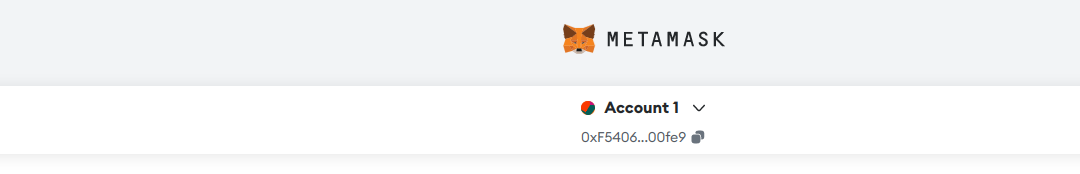 METAMASK
Account 1
0xF5406...00fe9